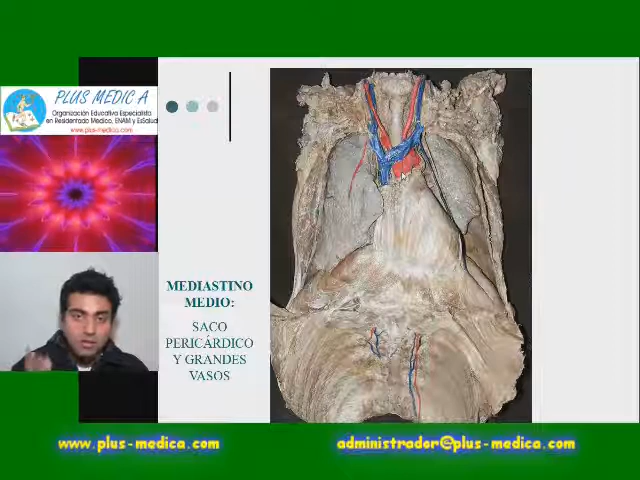 PLUS MEDIC A
Organización Educativa Especialista
en Residentado Medico, ENAM y EsSalud
www.plus-medica.com
MEDIASTINO
MEDIO:
SACO
PERICÁRDICO
Y GRANDES
VASOS
www.plus-medica.com
administrador@plus-medica.com